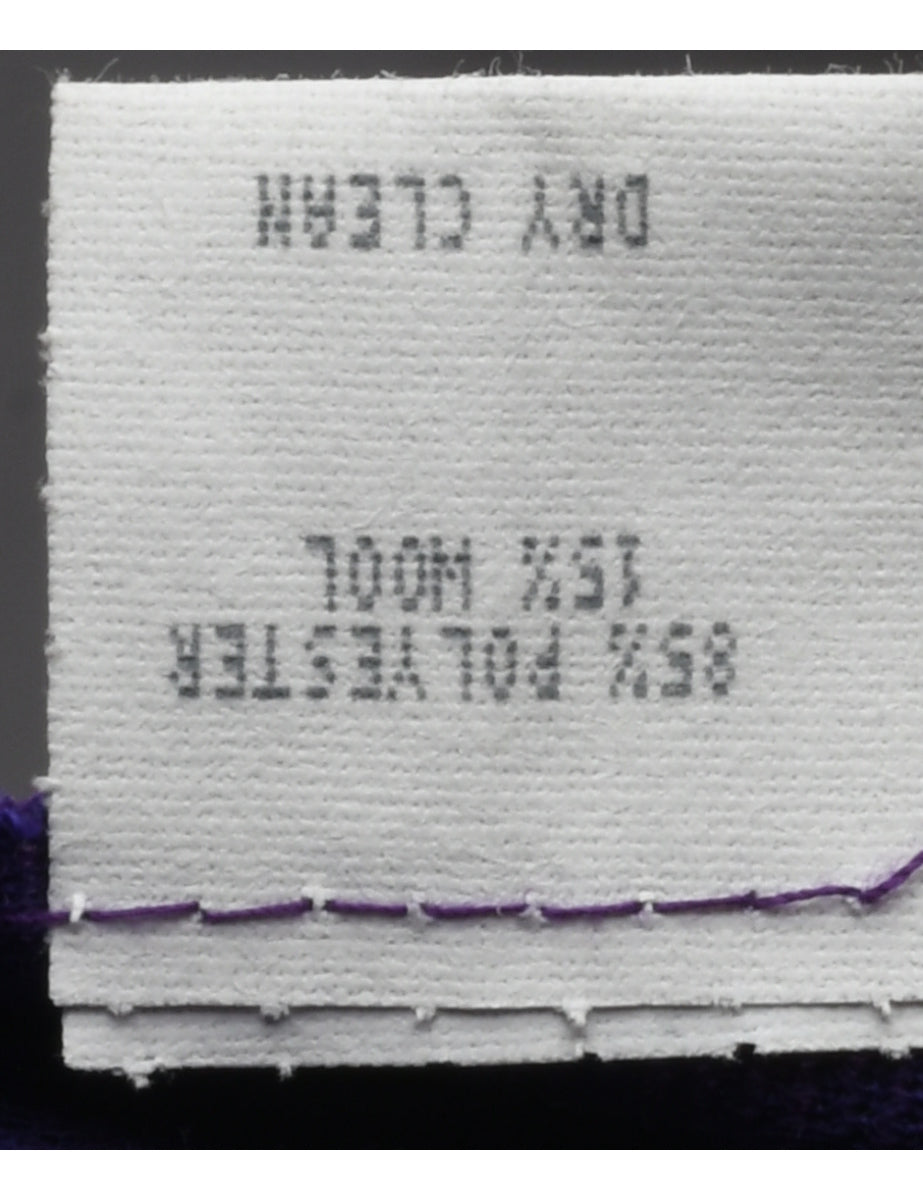 85% POLYESTER
15% WOOL
DRY CLEAN